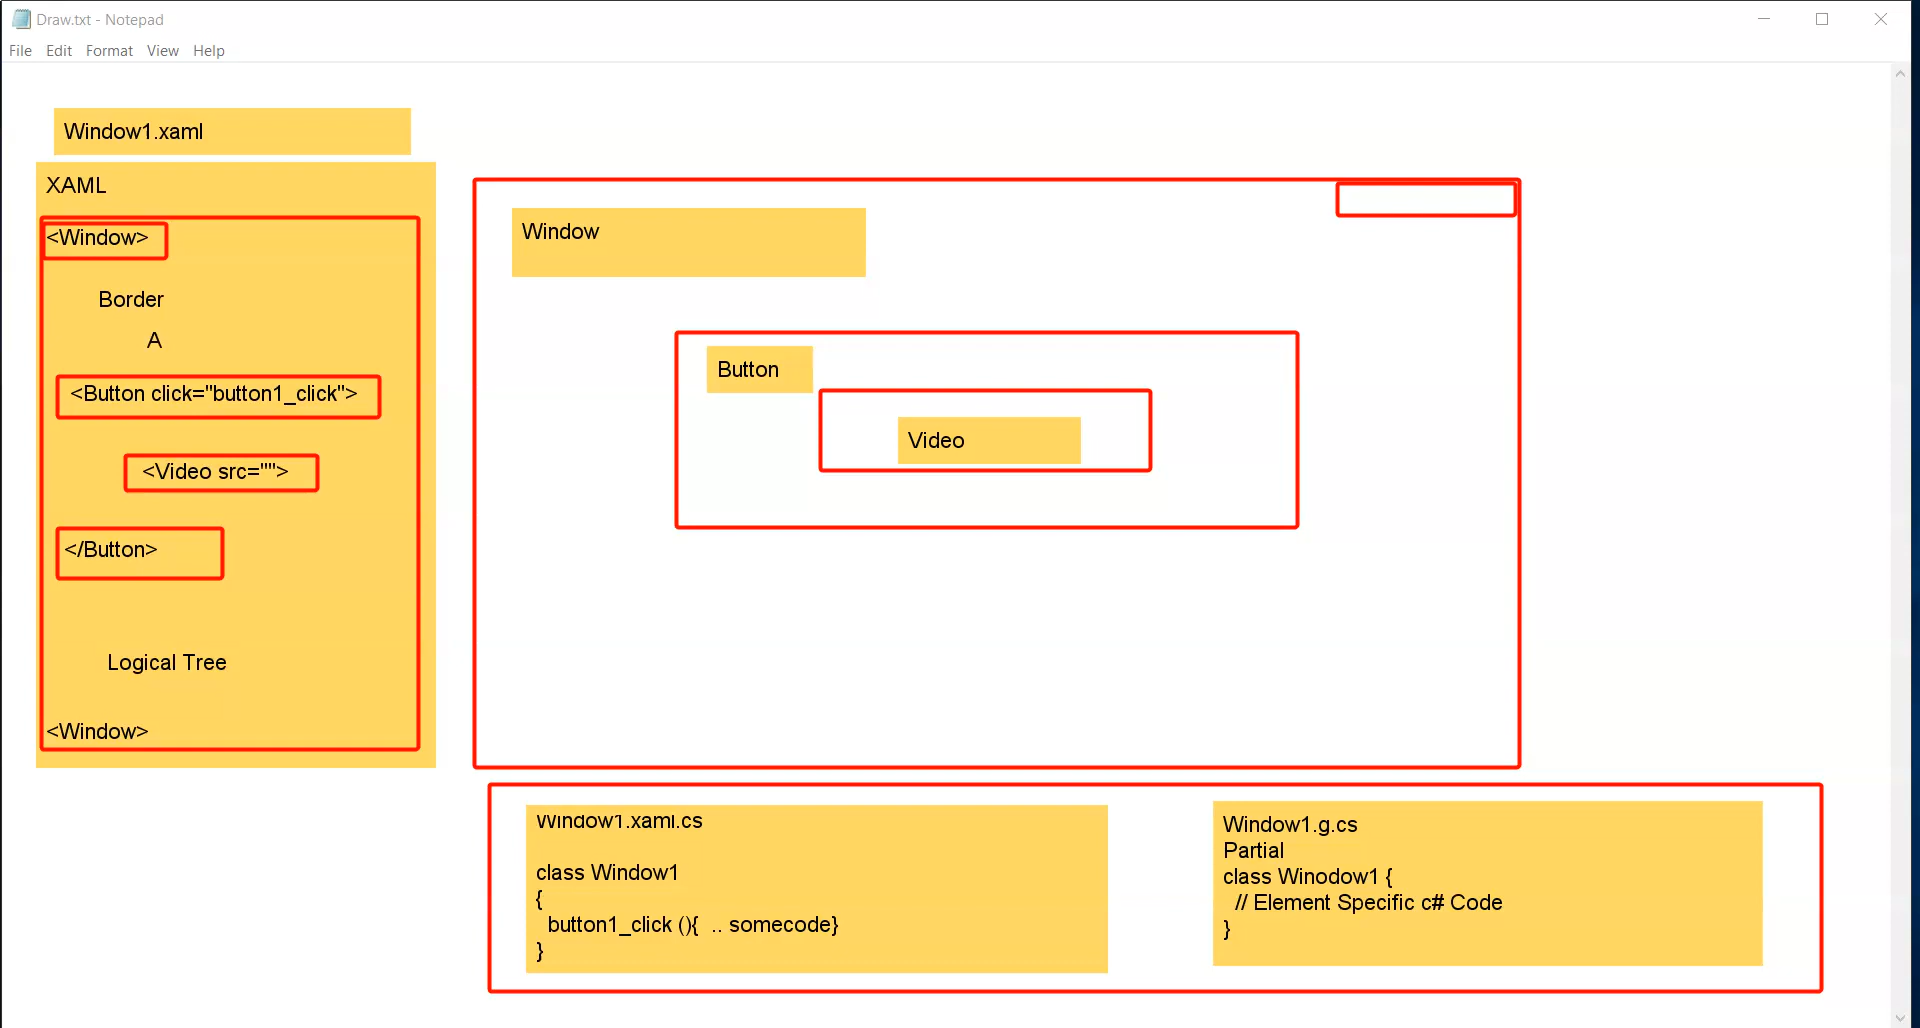 Draw.txt - Notepad
File Edit Format View Help
Window1.xaml
XAML
<Window>
Border
A
<Button click="button1_click">
<Video src="">
</Button>
Logical Tree
<Window>
Window
Button
Video
Window1.xaml.cs
class Window1
{
button1_click (){ .. somecode}
}
Window1.g.cs
Partial
class Winodow1 {
// Element Specific c# Code
}